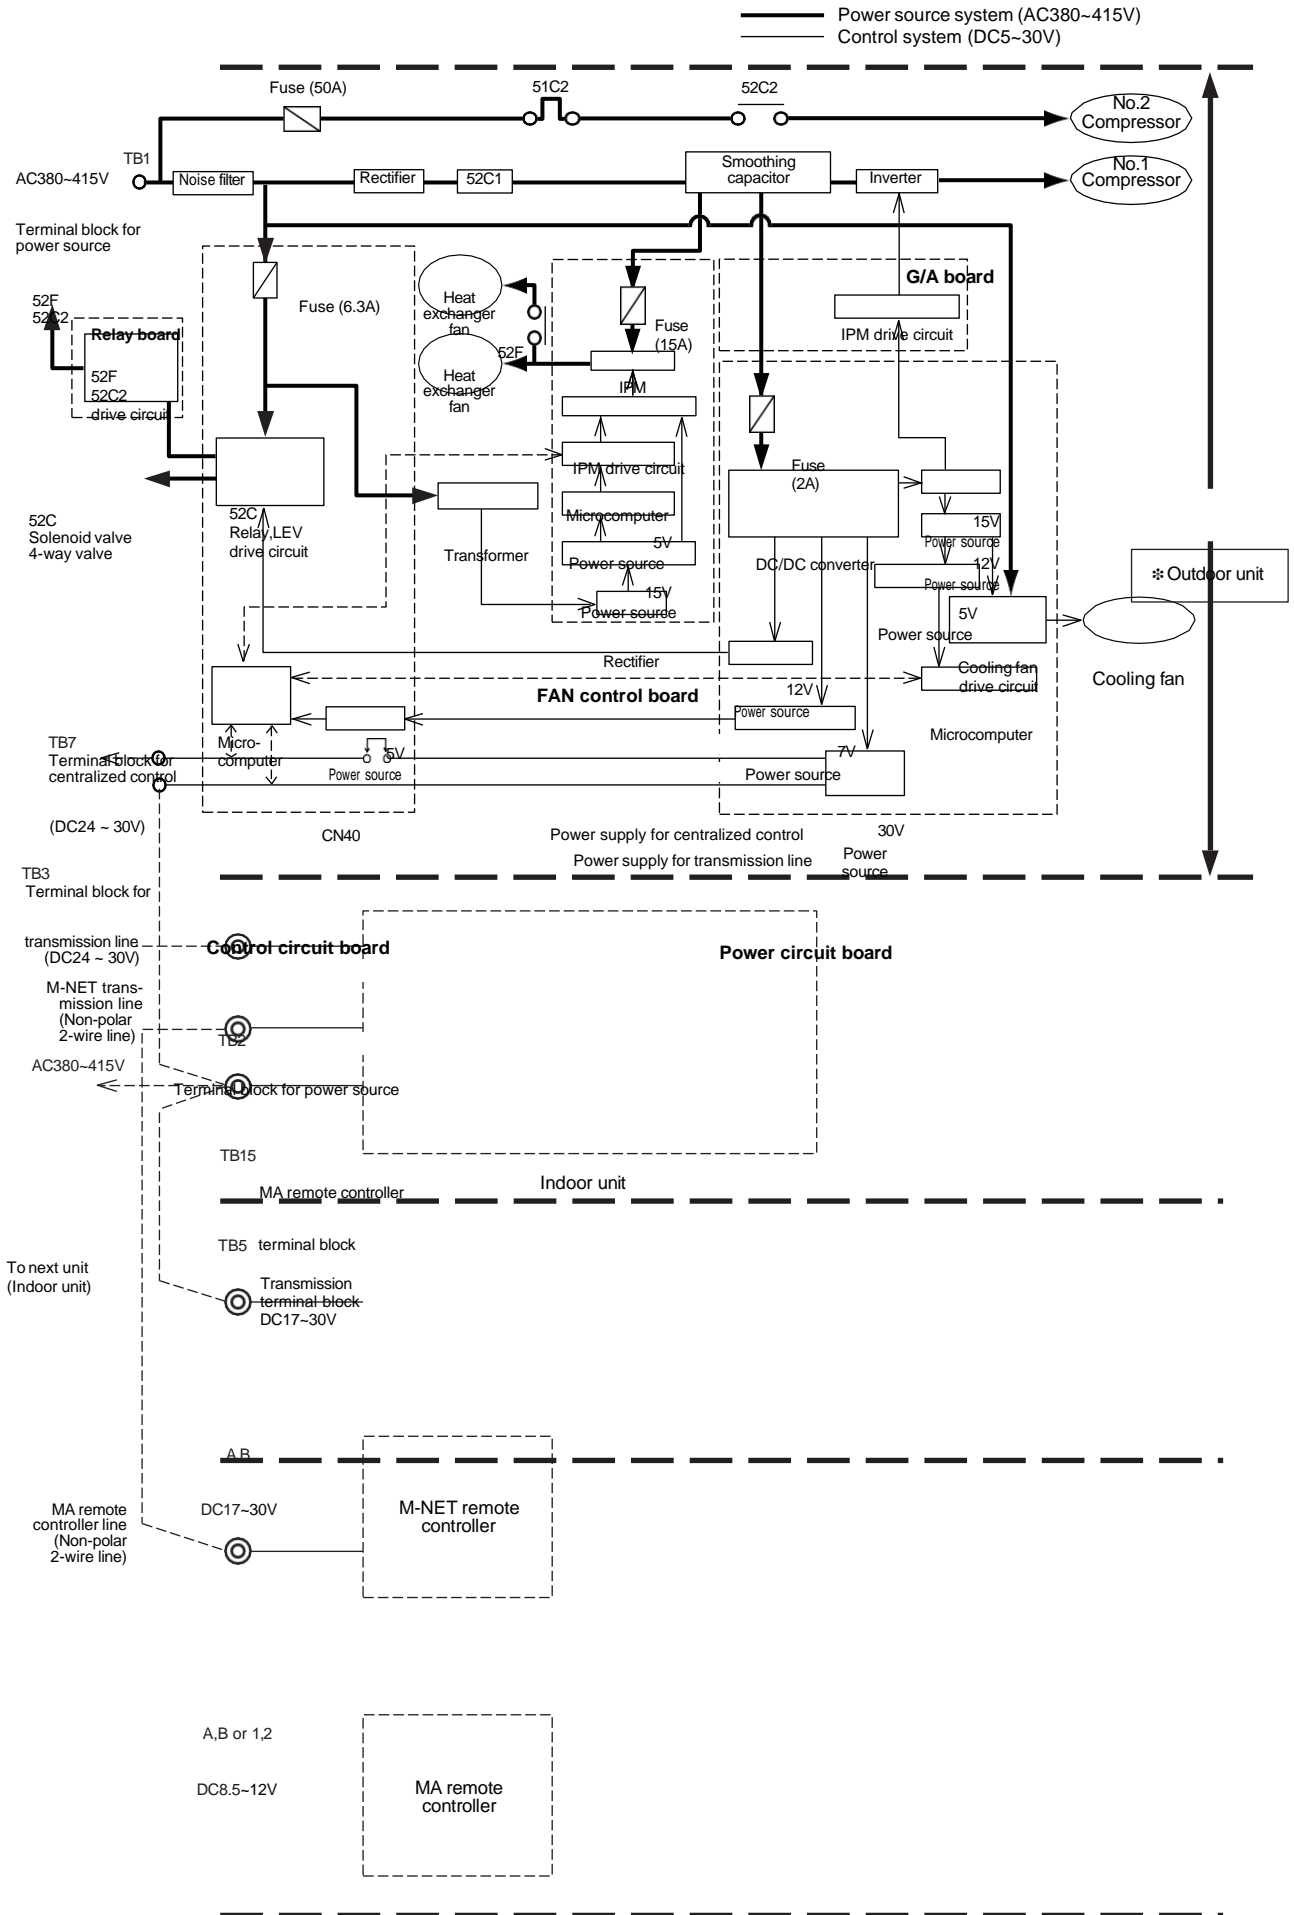 Power source system (AC380~415V)
Control system (DC5~30V)
Fuse (50A)
51C2
52C2
No.2
Compressor
TB1
AC380~415V
Noise filter
Rectifier
52C1
Smoothing
capacitor
Inverter
No.1
Compressor
Terminal block for
power source
G/A board
Heat
exchanger
fan
Fuse (6.3A)
52F
52C2
Relay board
Fuse
(15A)
IPM drive circuit
52F
52F
52C2
drive circuit
Heat
exchanger
fan
IPM
IPM drive circuit
Fuse
(2A)
52C
Solenoid valve
4-way valve
52C
Relay,LEV
drive circuit
Microcomputer
15V
Power source
5V
Power source
Transformer
DC/DC converter
12V
Power source
❇Outdoor unit
15V
Power source
5V
Power source
Rectifier
Cooling fan
drive circuit
Cooling fan
FAN control board
12V
Power source
Microcomputer
TB7
Terminal block for
centralized control
Micro-
computer
5V
Power source
7V
Power source
(DC24 ~ 30V)
CN40
Power supply for centralized control
30V
Power
source
Power supply for transmission line
TB3
Terminal block for
transmission line
(DC24 ~ 30V)
Control circuit board
Power circuit board
M-NET trans-
mission line
(Non-polar
2-wire line)
TB2
AC380~415V
Terminal block for power source
TB15
MA remote controller
Indoor unit
TB5
terminal block
To next unit
(Indoor unit)
Transmission
terminal block
DC17~30V
A,B
MA remote
controller line
(Non-polar
2-wire line)
DC17~30V
M-NET remote
controller
A,B or 1,2
DC8.5~12V
MA remote
controller